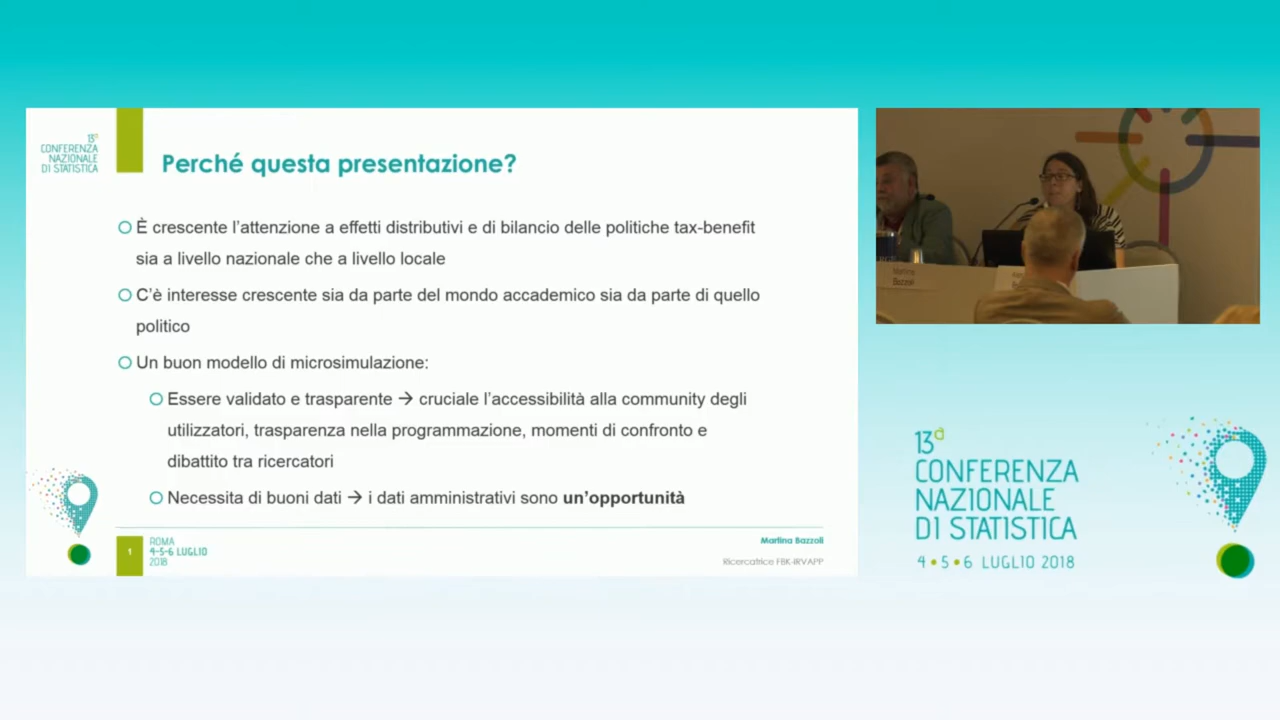 13ª
CONFERENZA
NAZIONALE
DI STATISTICA
Perché questa presentazione?
È crescente l'attenzione a effetti distributivi e di bilancio delle politiche tax-benefit
sia a livello nazionale che a livello locale
C'è interesse crescente sia da parte del mondo accademico sia da parte di quello
politico
Un buon modello di microsimulazione:
Essere validato e trasparente → cruciale l'accessibilità alla community degli
utilizzatori, trasparenza nella programmazione, momenti di confronto e
dibattito tra ricercatori
Necessita di buoni dati → i dati amministrativi sono un'opportunità
1
ROMA
4-5-6 LUGLIO
2018
Martina Bazzoli
Ricercatrice FBK-IRVAPP
Martina
Bazzoli
13ª
CONFERENZA
NAZIONALE
DI STATISTICA
4•5•6 LUGLIO 2018